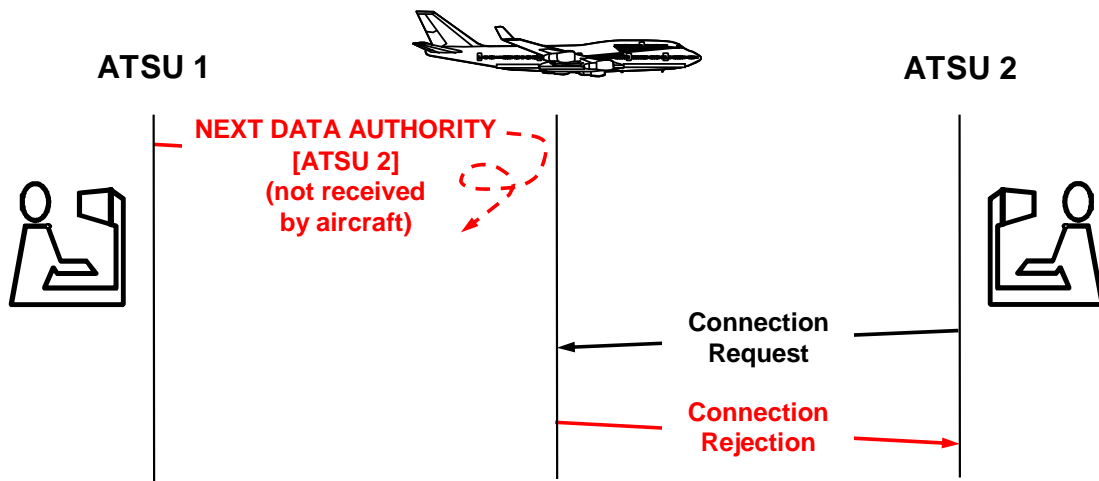 ATSU 1
ATSU 2
NEXT DATA AUTHORITY
[ATSU 2]
(not received
by aircraft)
Connection
Request
Connection
Rejection